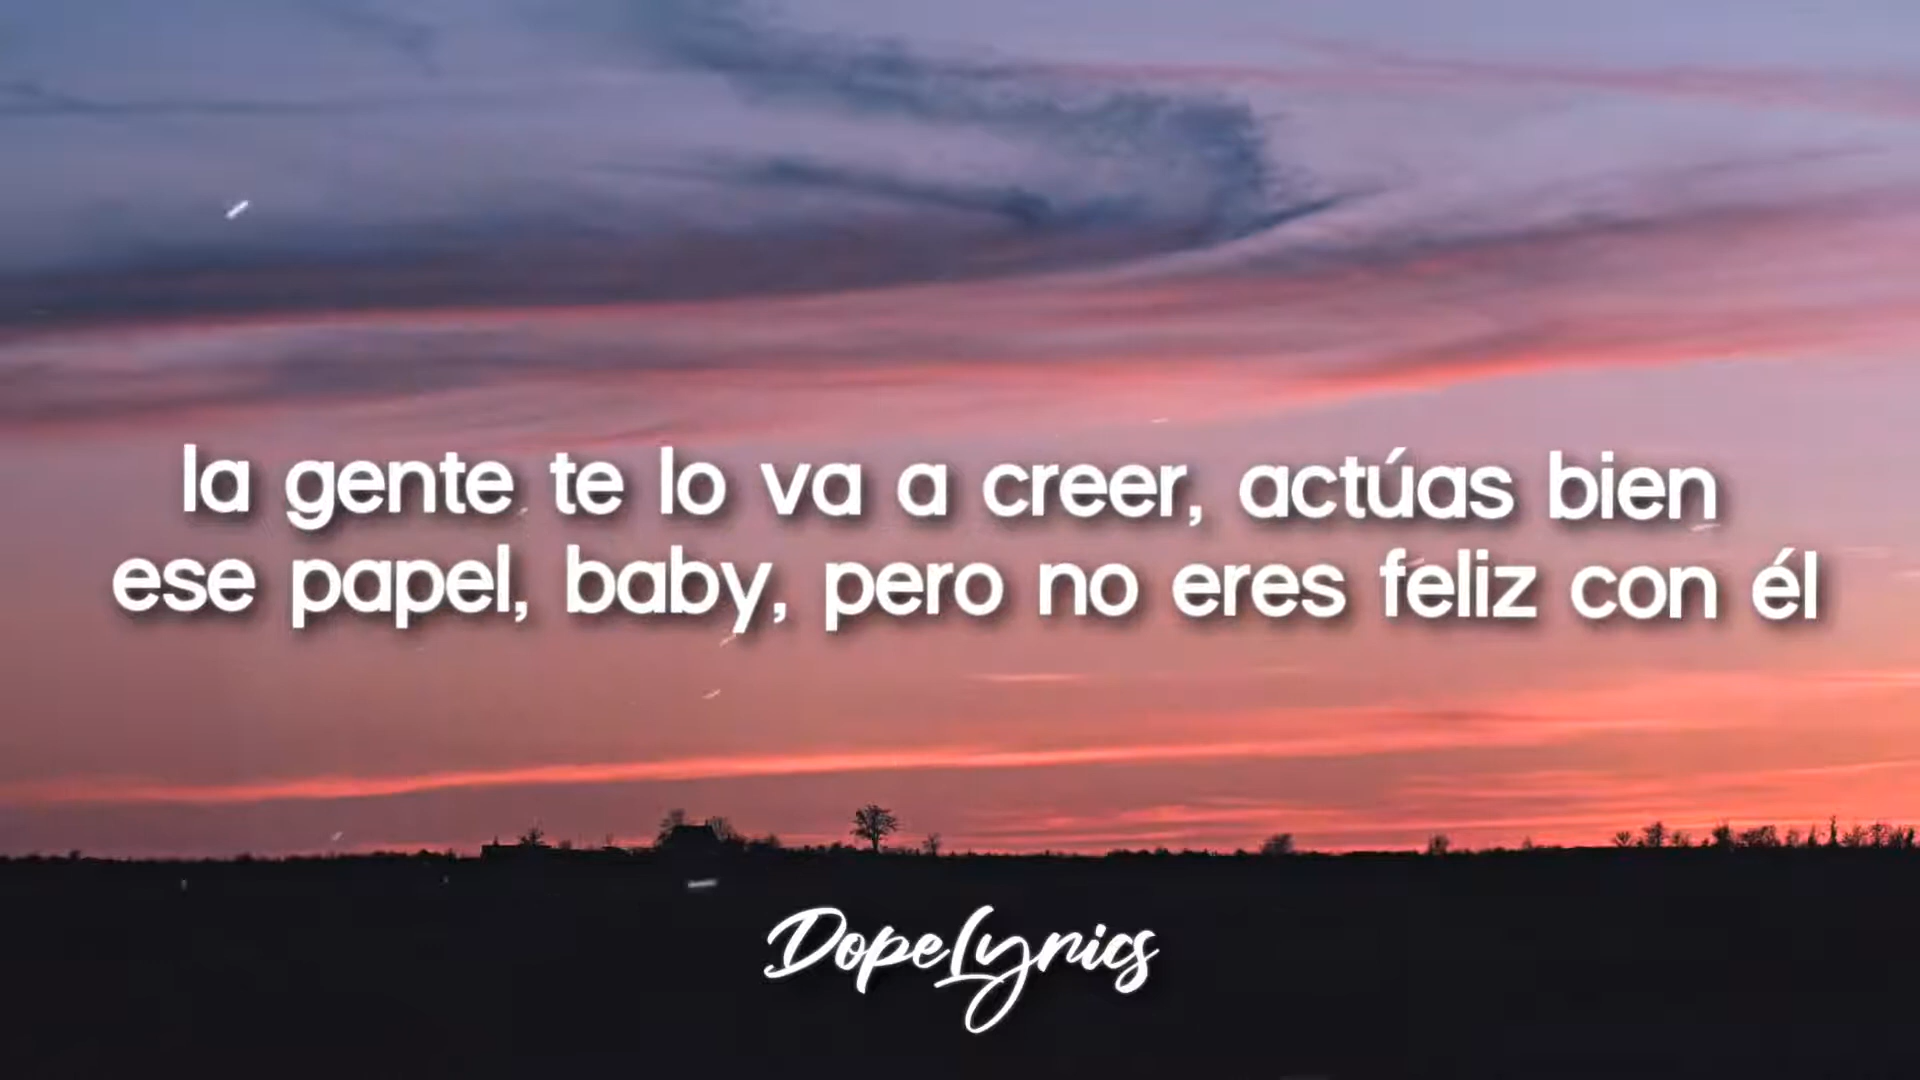 la gente te lo va a creer, actúas bien
ese papel, baby, pero no eres feliz con él
DopeLyrics